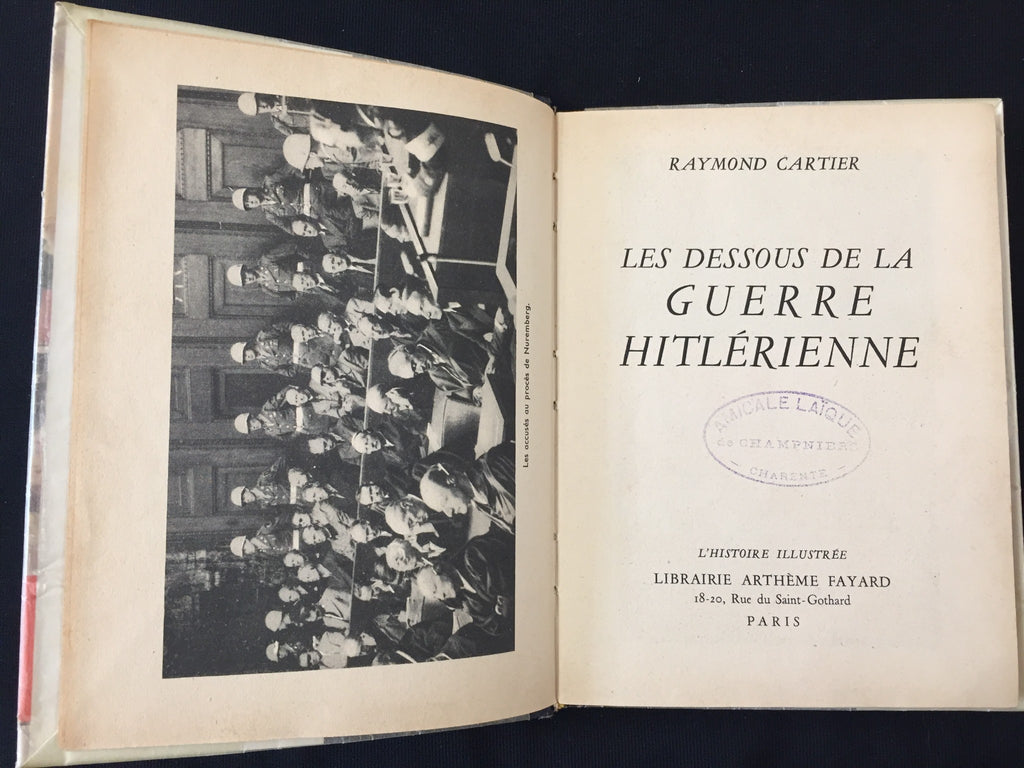 Les accusés au procès de Nuremberg.
RAYMOND CARTIER
LES DESSOUS DE LA
GUERRE
HITLÉRIENNE
AMICALE LAÏQUE
de CHAMPNIERS
- CHARENTE -
L'HISTOIRE ILLUSTRÉE
LIBRAIRIE ARTHÈME FAYARD
18-20, Rue du Saint-Gothard
PARIS